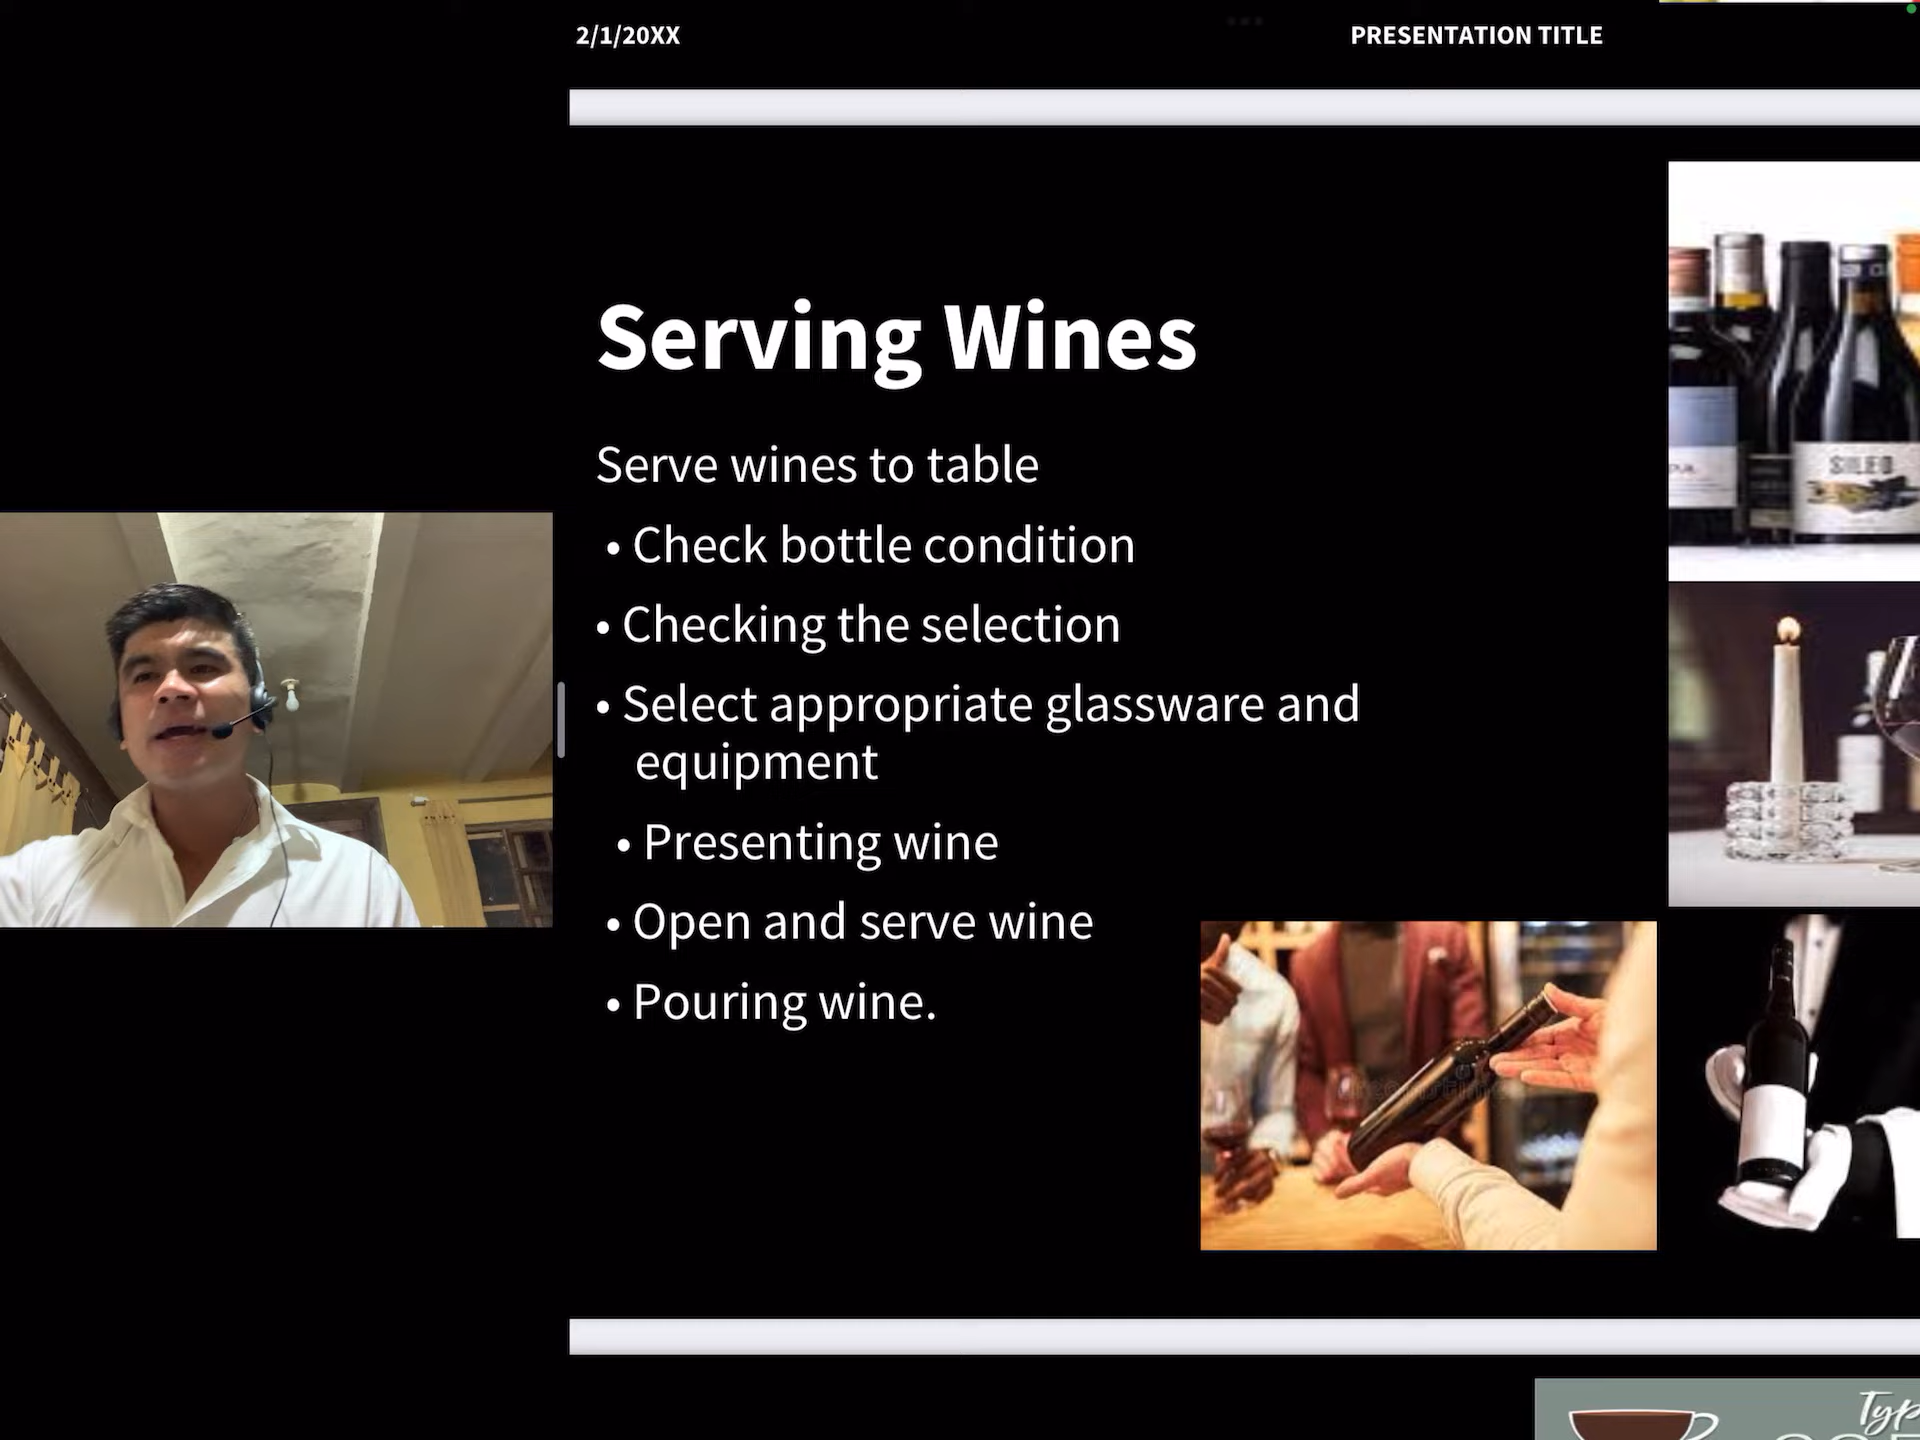 2/1/20XX
PRESENTATION TITLE
Serving Wines
Serve wines to table
• Check bottle condition
• Checking the selection
• Select appropriate glassware and
equipment
• Presenting wine
• Open and serve wine
• Pouring wine.
SILEO